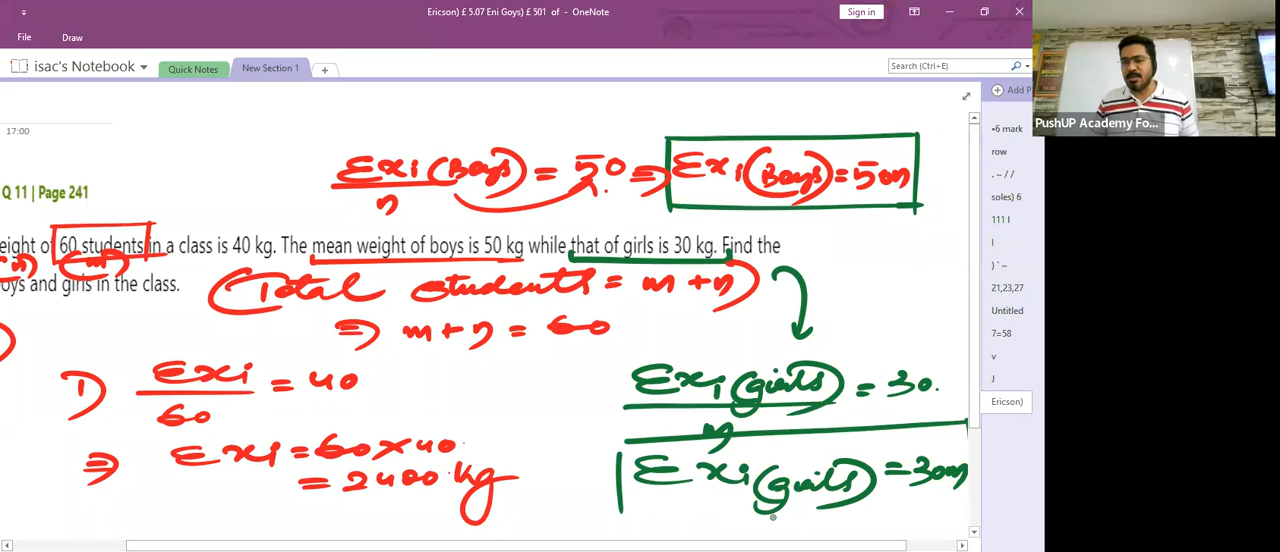 Ericson) £ 5.07 Eni Goys) £ 501 of - OneNote
Sign in
File
Draw
isac's Notebook
Quick Notes
New Section 1
+
Search (Ctrl+E)
Add P
PushUP Academy Fo...
17:00
•6 mark
row
. ~ / /
soles) 6
111 I
l
) ` ~
21,23,27
Untitled
7=58
v
J
Ericson)
Σxi (Boys) = 50 ⇒ Σxi (Boys) = 50n
n
Q 11 | Page 241
eight of 60 students in a class is 40 kg. The mean weight of boys is 50 kg while that of girls is 30 kg. Find the
(n) (m)
oys and girls in the class.
(Total students = m + n)
⇒ m + n = 60
1) Σxi = 40
60
Σxi (girls) = 30.
m
⇒ Σxi = 60 × 40
= 2400 kg
Σxi (girls) = 30m